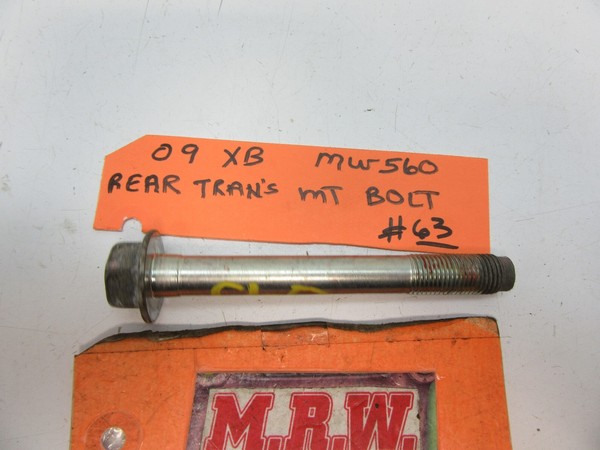 09 XB MW560
REAR TRAN'S MT BOLT
#63
M.R.W.